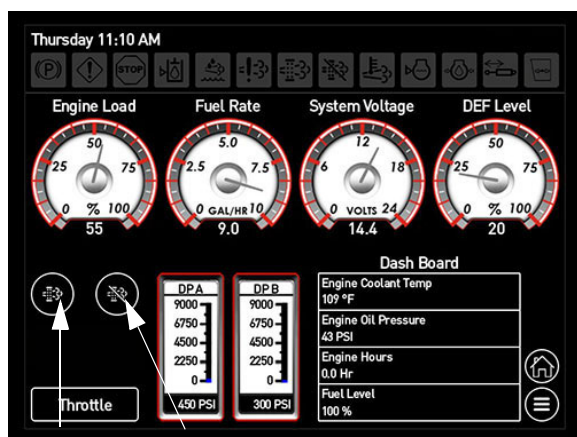 Thursday 11:10 AM
(P) STOP
Engine Load Fuel Rate System Voltage DEF Level
50 5.0 12 50
25 75 2.5 7.5 6 18 25 75
0 % 100 0 GAL/HR 10 0 VOLTS 24 0 % 100
55 9.0 14.4 20
Dash Board
DP A DP B
9000 9000
6750 6750
4500 4500
2250 2250
0 0
450 PSI 300 PSI
Engine Coolant Temp
109 °F
Engine Oil Pressure
43 PSI
Engine Hours
0.0 Hr
Fuel Level
100 %
Throttle